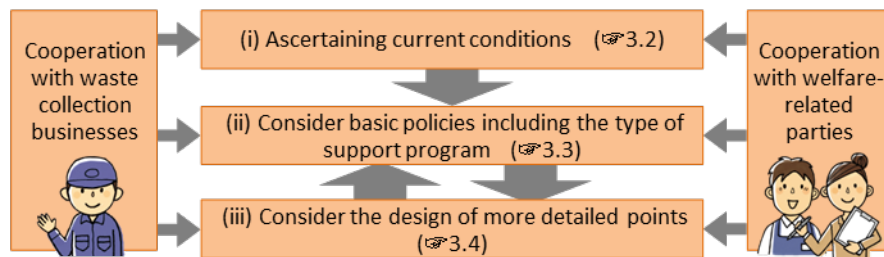 Cooperation
with waste
collection
businesses
(i) Ascertaining current conditions (☞3.2)
(ii) Consider basic policies including the type of
support program (☞3.3)
(iii) Consider the design of more detailed points
(☞3.4)
Cooperation
with welfare-
related
parties